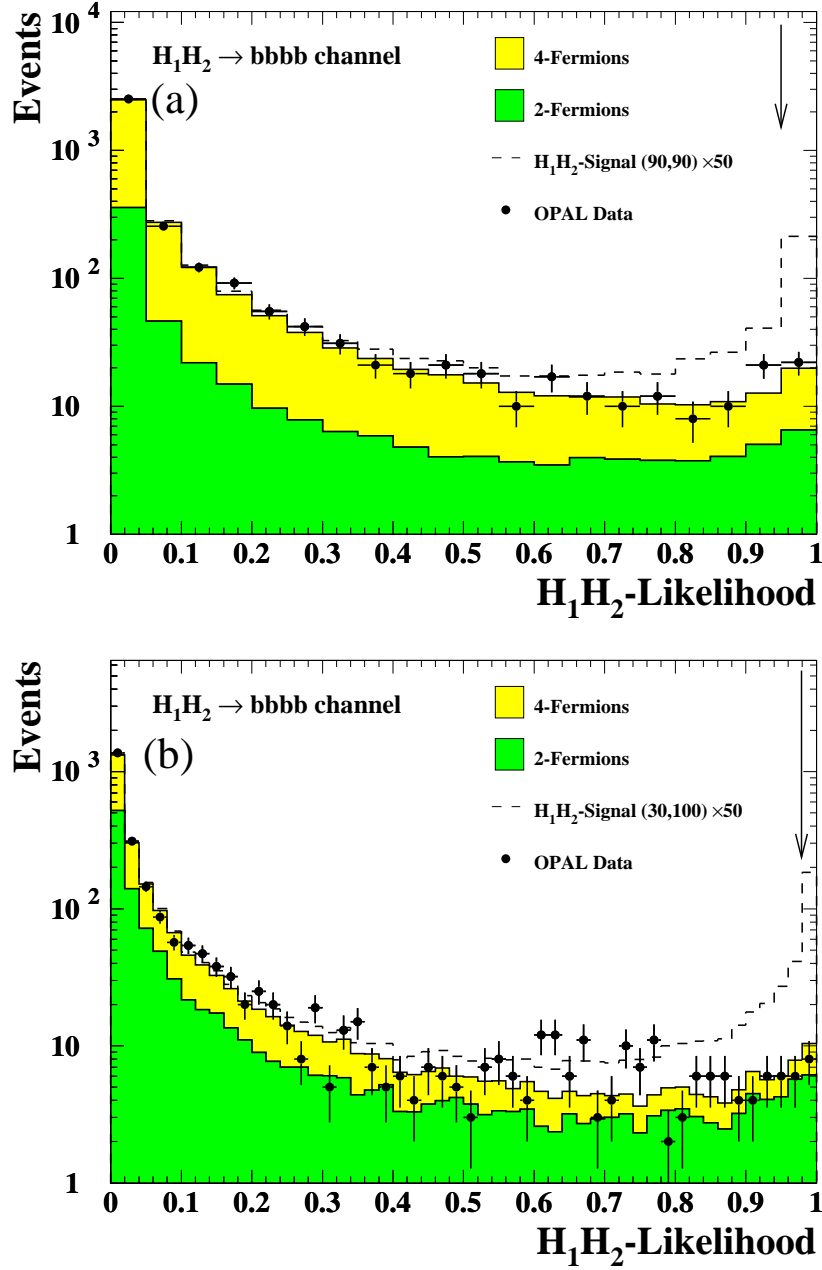 Events
10^4
10^3
10^2
10
1
H₁H₂ → bbbb channel
(a)
4-Fermions
2-Fermions
H₁H₂-Signal (90,90) ×50
OPAL Data
0 0.1 0.2 0.3 0.4 0.5 0.6 0.7 0.8 0.9 1
H₁H₂-Likelihood
Events
10^3
10^2
10
1
H₁H₂ → bbbb channel
(b)
4-Fermions
2-Fermions
H₁H₂-Signal (30,100) ×50
OPAL Data
0 0.1 0.2 0.3 0.4 0.5 0.6 0.7 0.8 0.9 1
H₁H₂-Likelihood